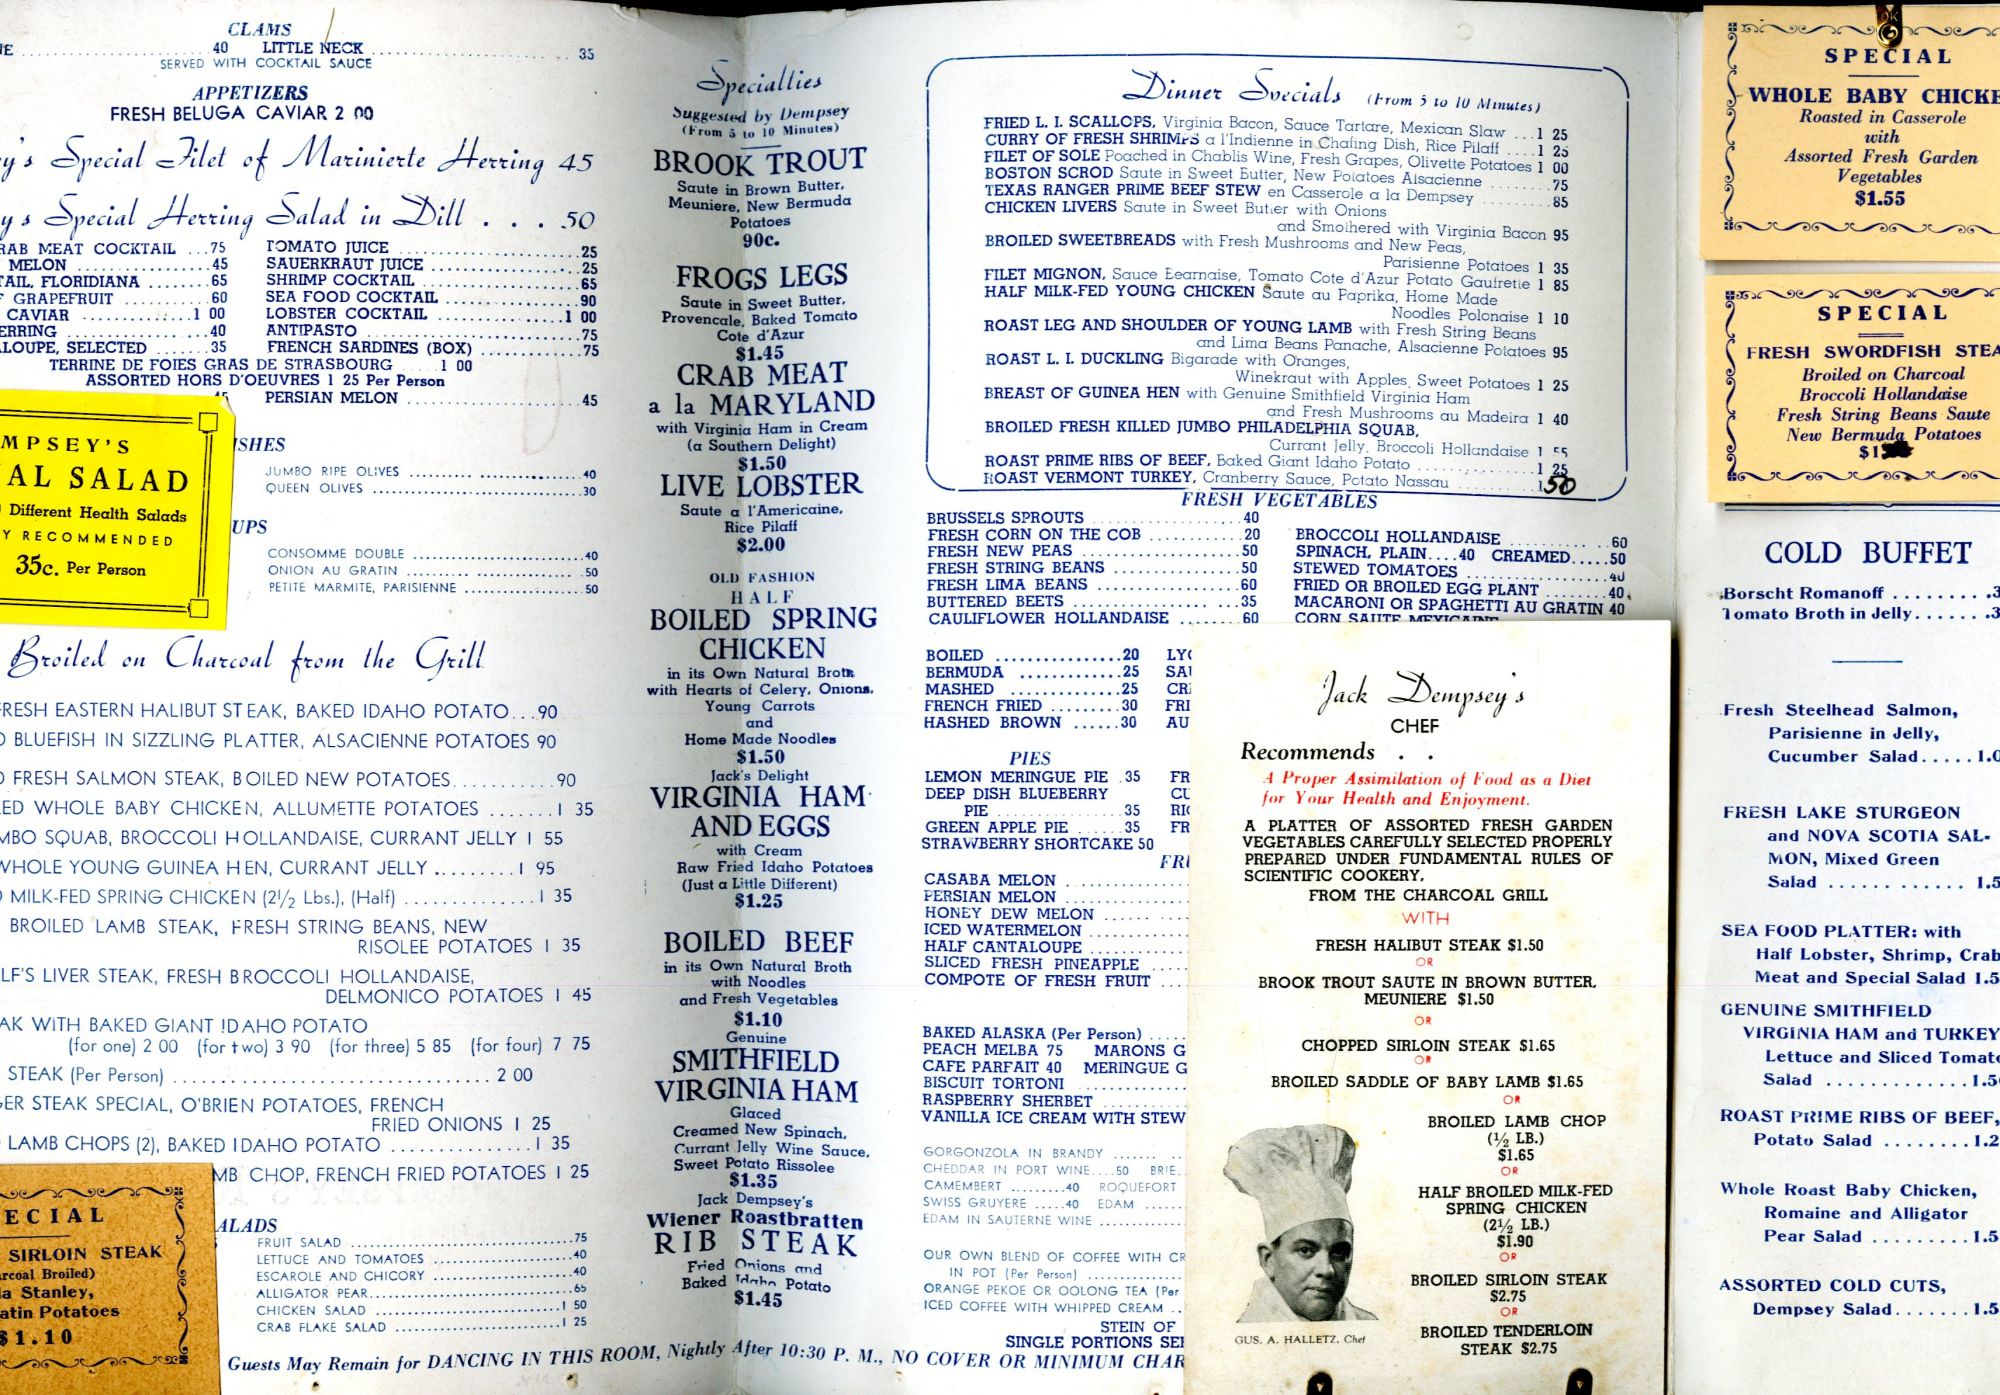 CLAMS
40 LITTLE NECK 35
SERVED WITH COCKTAIL SAUCE
APPETIZERS
FRESH BELUGA CAVIAR 2 00
Special Filet of Marinierte Herring 45
Special Herring Salad in Dill . . . 50
MEAT COCKTAIL ...75
MELON 45
FLORIDIANA 65
GRAPEFRUIT 60
CAVIAR 1 00
40
SELECTED 35
TOMATO JUICE 25
SAUERKRAUT JUICE 25
SHRIMP COCKTAIL 65
SEA FOOD COCKTAIL 90
LOBSTER COCKTAIL 1 00
ANTIPASTO 75
FRENCH SARDINES (BOX) 75
TERRINE DE FOIES GRAS DE STRASBOURG 1 00
ASSORTED HORS D'OEUVRES 1 25 Per Person
PERSIAN MELON 45
SALAD
Different Health Salads
RECOMMENDED
35c. Per Person
JUMBO RIPE OLIVES 40
QUEEN OLIVES 30
CONSOMME DOUBLE 40
ONION AU GRATIN 50
PETITE MARMITE, PARISIENNE 50
Broiled on Charcoal from the Grill
EASTERN HALIBUT STEAK, BAKED IDAHO POTATO...90
BLUEFISH IN SIZZLING PLATTER, ALSACIENNE POTATOES 90
FRESH SALMON STEAK, BOILED NEW POTATOES 90
WHOLE BABY CHICKEN, ALLUMETTE POTATOES 1 35
SQUAB, BROCCOLI HOLLANDAISE, CURRANT JELLY 1 55
WHOLE YOUNG GUINEA HEN, CURRANT JELLY 1 95
MILK-FED SPRING CHICKEN (2½ Lbs.), (Half) 1 35
BROILED LAMB STEAK, FRESH STRING BEANS, NEW
RISOLEE POTATOES 1 35
LIVER STEAK, FRESH BROCCOLI HOLLANDAISE,
DELMONICO POTATOES 1 45
WITH BAKED GIANT IDAHO POTATO
(for one) 2 00 (for two) 3 90 (for three) 5 85 (for four) 7 75
STEAK (Per Person) 2 00
STEAK SPECIAL, O'BRIEN POTATOES, FRENCH
FRIED ONIONS 1 25
LAMB CHOPS (2), BAKED IDAHO POTATO 1 35
CHOP, FRENCH FRIED POTATOES 1 25
SIRLOIN STEAK
Stanley,
Potatoes
$1.10
FRUIT SALAD 75
LETTUCE AND TOMATOES 40
ESCAROLE AND CHICORY 40
ALLIGATOR PEAR 65
CHICKEN SALAD 1 50
CRAB FLAKE SALAD 1 25
Guests May Remain for DANCING IN THIS ROOM, Nightly After 10:30 P. M., NO COVER OR MINIMUM
Specialties
Suggested by Dempsey
(From 5 to 10 Minutes)
BROOK TROUT
Saute in Brown Butter,
Meuniere, New Bermuda
Potatoes
90c.
FROGS LEGS
Saute in Sweet Butter,
Provencale, Baked Tomato
Cote d'Azur
$1.45
CRAB MEAT
a la MARYLAND
with Virginia Ham in Cream
(a Southern Delight)
$1.50
LIVE LOBSTER
Saute a l'Americaine,
Rice Pilaff
$2.00
OLD FASHION
HALF
BOILED SPRING
CHICKEN
in its Own Natural Broth
with Hearts of Celery, Onions,
Young Carrots
and
Home Made Noodles
$1.50
Jack's Delight
VIRGINIA HAM
AND EGGS
with Cream
Raw Fried Idaho Potatoes
(Just a Little Different)
$1.25
BOILED BEEF
in its Own Natural Broth
with Noodles
and Fresh Vegetables
$1.10
Genuine
SMITHFIELD
VIRGINIA HAM
Glaced
Creamed New Spinach,
Currant Jelly Wine Sauce,
Sweet Potato Rissolee
$1.35
Jack Dempsey's
Wiener Roastbratten
RIB STEAK
Fried Onions and
Baked Idaho Potato
$1.45
Dinner Specials (From 5 to 10 Minutes)
FRIED L. I. SCALLOPS, Virginia Bacon, Sauce Tartare, Mexican Slaw ...1 25
CURRY OF FRESH SHRIMPS a l'Indienne in Chafing Dish, Rice Pilaff ....1 25
FILET OF SOLE Poached in Chablis Wine, Fresh Grapes, Olivette Potatoes 1 00
BOSTON SCROD Saute in Sweet Butter, New Potatoes Alsacienne 75
TEXAS RANGER PRIME BEEF STEW en Casserole a la Dempsey 85
CHICKEN LIVERS Saute in Sweet Butter with Onions
and Smothered with Virginia Bacon 95
BROILED SWEETBREADS with Fresh Mushrooms and New Peas,
Parisienne Potatoes 1 35
FILET MIGNON, Sauce Bearnaise, Tomato Cote d'Azur Potato Gaufrette 1 85
HALF MILK-FED YOUNG CHICKEN Saute au Paprika, Home Made
Noodles Polonaise 1 10
ROAST LEG AND SHOULDER OF YOUNG LAMB with Fresh String Beans
and Lima Beans Panache, Alsacienne Potatoes 95
ROAST L. I. DUCKLING Bigarade with Oranges,
Winekraut with Apples, Sweet Potatoes 1 25
BREAST OF GUINEA HEN with Genuine Smithfield Virginia Ham
and Fresh Mushrooms au Madeira 1 40
BROILED FRESH KILLED JUMBO PHILADELPHIA SQUAB,
Currant Jelly, Broccoli Hollandaise 1 55
ROAST PRIME RIBS OF BEEF, Baked Giant Idaho Potato 1 25
ROAST VERMONT TURKEY, Cranberry Sauce, Potato Nassau 1 50
FRESH VEGETABLES
BRUSSELS SPROUTS 40
FRESH CORN ON THE COB 20
FRESH NEW PEAS 50
FRESH STRING BEANS 50
FRESH LIMA BEANS 60
BUTTERED BEETS 35
CAULIFLOWER HOLLANDAISE 60
BROCCOLI HOLLANDAISE 60
SPINACH, PLAIN....40 CREAMED.....50
STEWED TOMATOES 40
FRIED OR BROILED EGG PLANT 40
MACARONI OR SPAGHETTI AU GRATIN 40
CORN SAUTE MEXICAINE
BOILED 20
BERMUDA 25
MASHED 25
FRENCH FRIED 30
HASHED BROWN 30
PIES
LEMON MERINGUE PIE .35
DEEP DISH BLUEBERRY
PIE 35
GREEN APPLE PIE 35
STRAWBERRY SHORTCAKE 50
CASABA MELON
PERSIAN MELON
HONEY DEW MELON
ICED WATERMELON
HALF CANTALOUPE
SLICED FRESH PINEAPPLE
COMPOTE OF FRESH FRUIT
BAKED ALASKA (Per Person)
PEACH MELBA 75 MARONS G
CAFE PARFAIT 40 MERINGUE G
BISCUIT TORTONI
RASPBERRY SHERBET
VANILLA ICE CREAM WITH STEW
GORGONZOLA IN BRANDY
CHEDDAR IN PORT WINE....50 BRIE
CAMEMBERT 40 ROQUEFORT
SWISS GRUYERE 40 EDAM
EDAM IN SAUTERNE WINE
OUR OWN BLEND OF COFFEE WITH CR
IN POT (Per Person)
ORANGE PEKOE OR OOLONG TEA (Per
ICED COFFEE WITH WHIPPED CREAM
STEIN OF
SINGLE PORTIONS SE
Jack Dempsey's
CHEF
Recommends . .
A Proper Assimilation of Food as a Diet
for Your Health and Enjoyment.
A PLATTER OF ASSORTED FRESH GARDEN
VEGETABLES CAREFULLY SELECTED PROPERLY
PREPARED UNDER FUNDAMENTAL RULES OF
SCIENTIFIC COOKERY,
FROM THE CHARCOAL GRILL
WITH
FRESH HALIBUT STEAK $1.50
OR
BROOK TROUT SAUTE IN BROWN BUTTER,
MEUNIERE $1.50
OR
CHOPPED SIRLOIN STEAK $1.65
OR
BROILED SADDLE OF BABY LAMB $1.65
OR
BROILED LAMB CHOP
(½ LB.)
$1.65
OR
HALF BROILED MILK-FED
SPRING CHICKEN
(2½ LB.)
$1.90
OR
BROILED SIRLOIN STEAK
$2.75
OR
BROILED TENDERLOIN
STEAK $2.75
GUS. A. HALLETZ, Chef
SPECIAL
WHOLE BABY CHICKE
Roasted in Casserole
with
Assorted Fresh Garden
Vegetables
$1.55
SPECIAL
FRESH SWORDFISH STEA
Broiled on Charcoal
Broccoli Hollandaise
Fresh String Beans Saute
New Bermuda Potatoes
COLD BUFFET
Borscht Romanoff
Tomato Broth in Jelly
Fresh Steelhead Salmon,
Parisienne in Jelly,
Cucumber Salad
FRESH LAKE STURGEON
and NOVA SCOTIA SAL-
MON, Mixed Green
Salad
SEA FOOD PLATTER: with
Half Lobster, Shrimp, Crab
Meat and Special Salad
GENUINE SMITHFIELD
VIRGINIA HAM and TURKEY
Lettuce and Sliced Tomato
Salad
ROAST PRIME RIBS OF BEEF,
Potato Salad
Whole Roast Baby Chicken,
Romaine and Alligator
Pear Salad
ASSORTED COLD CUTS,
Dempsey Salad